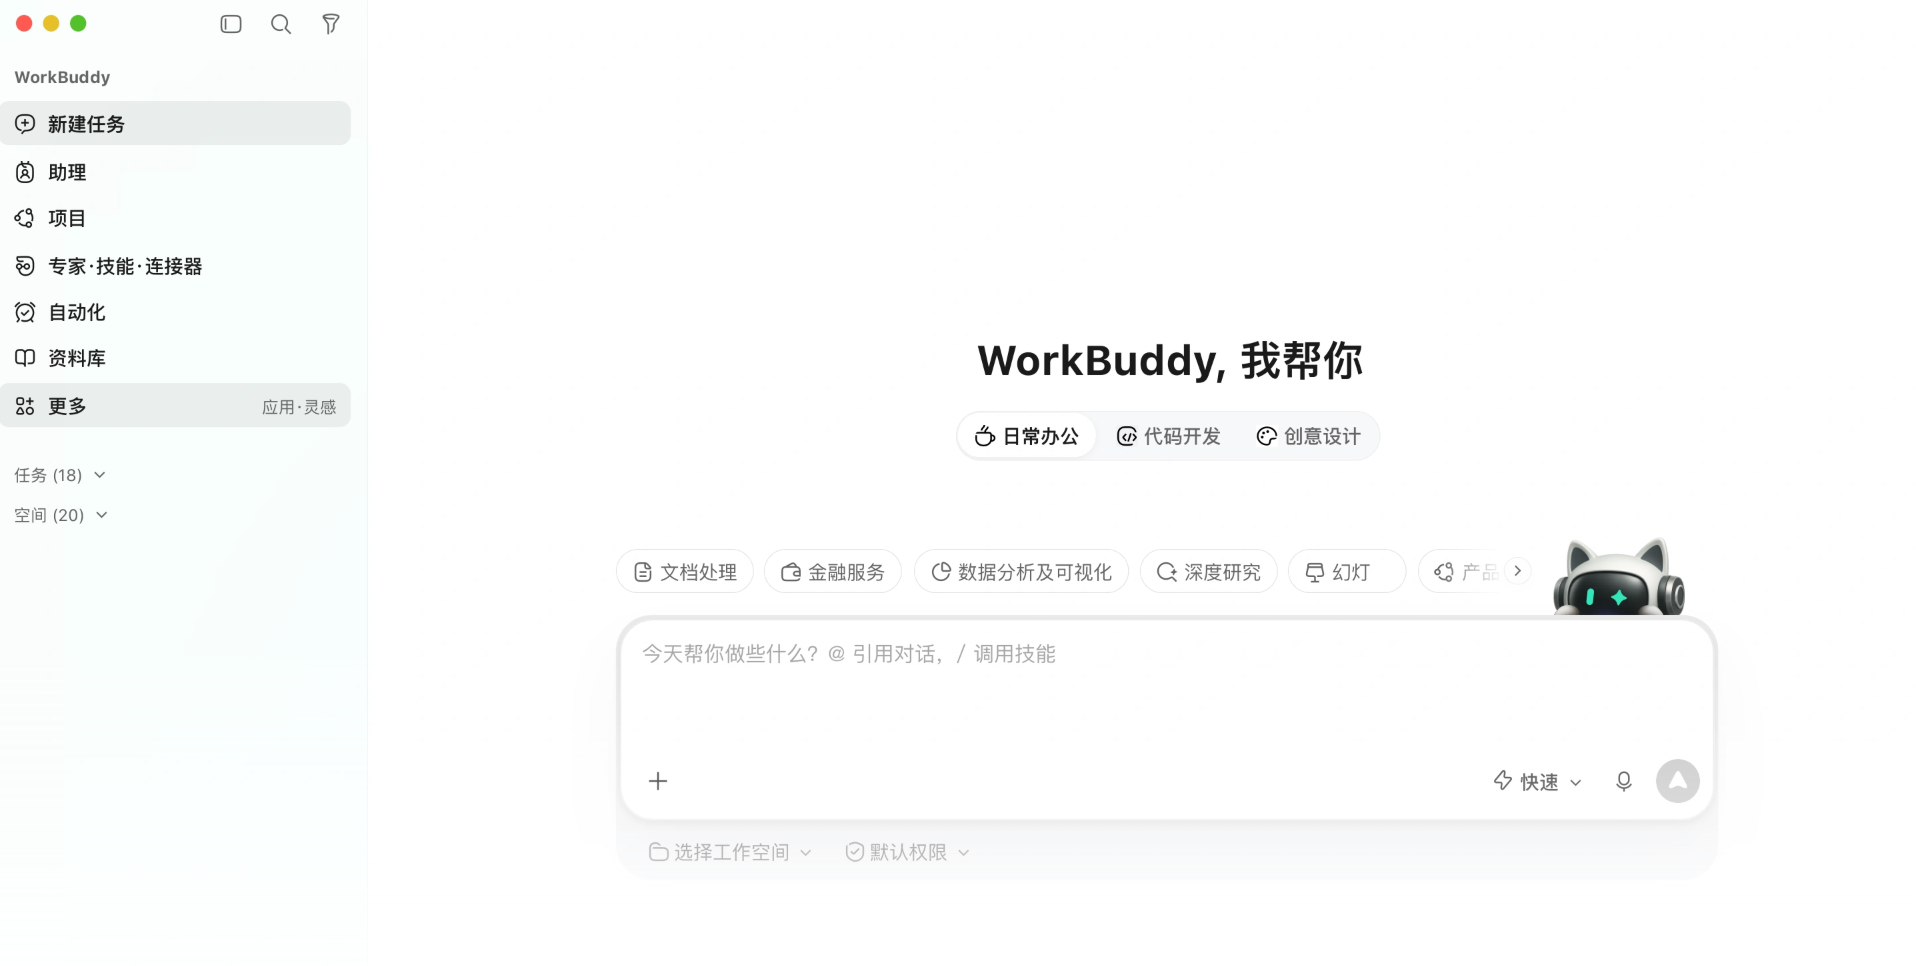 WorkBuddy
新建任务
助理
项目
专家·技能·连接器
自动化
资料库
更多 应用·灵感
任务 (18)
空间 (20)
WorkBuddy, 我帮你
日常办公 代码开发 创意设计
文档处理 金融服务 数据分析及可视化 深度研究 幻灯 产品
今天帮你做些什么？@ 引用对话，/ 调用技能
快速
选择工作空间 默认权限